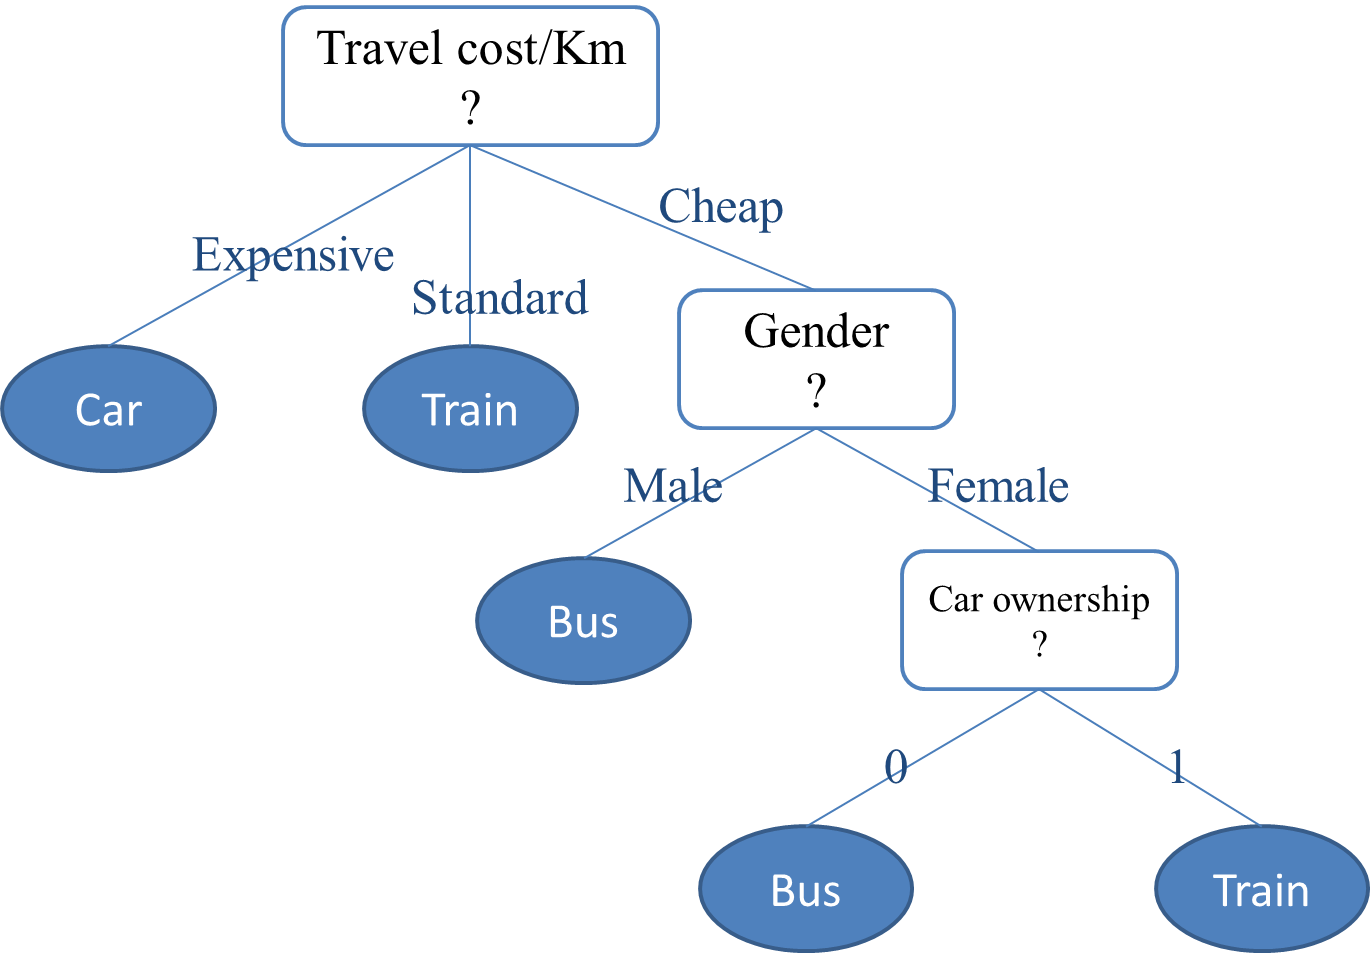 Travel cost/Km
?
Cheap
Expensive
Standard
Gender
?
Car
Train
Male
Female
Bus
Car ownership
?
0
1
Bus
Train